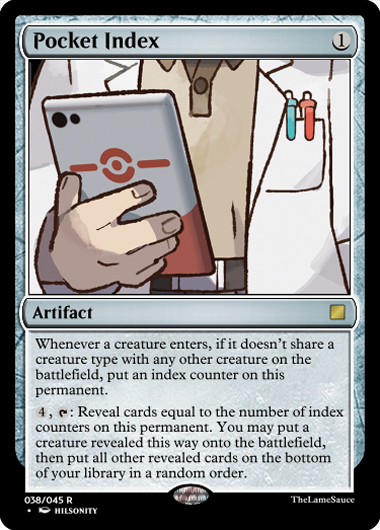 Pocket Index 1
Artifact
Whenever a creature enters, if it doesn't share a
creature type with any other creature on the
battlefield, put an index counter on this
permanent.
4 , : Reveal cards equal to the number of index
counters on this permanent. You may put a
creature revealed this way onto the battlefield,
then put all other revealed cards on the bottom
of your library in a random order.
038/045 R
TheLameSauce
• HILSONITY